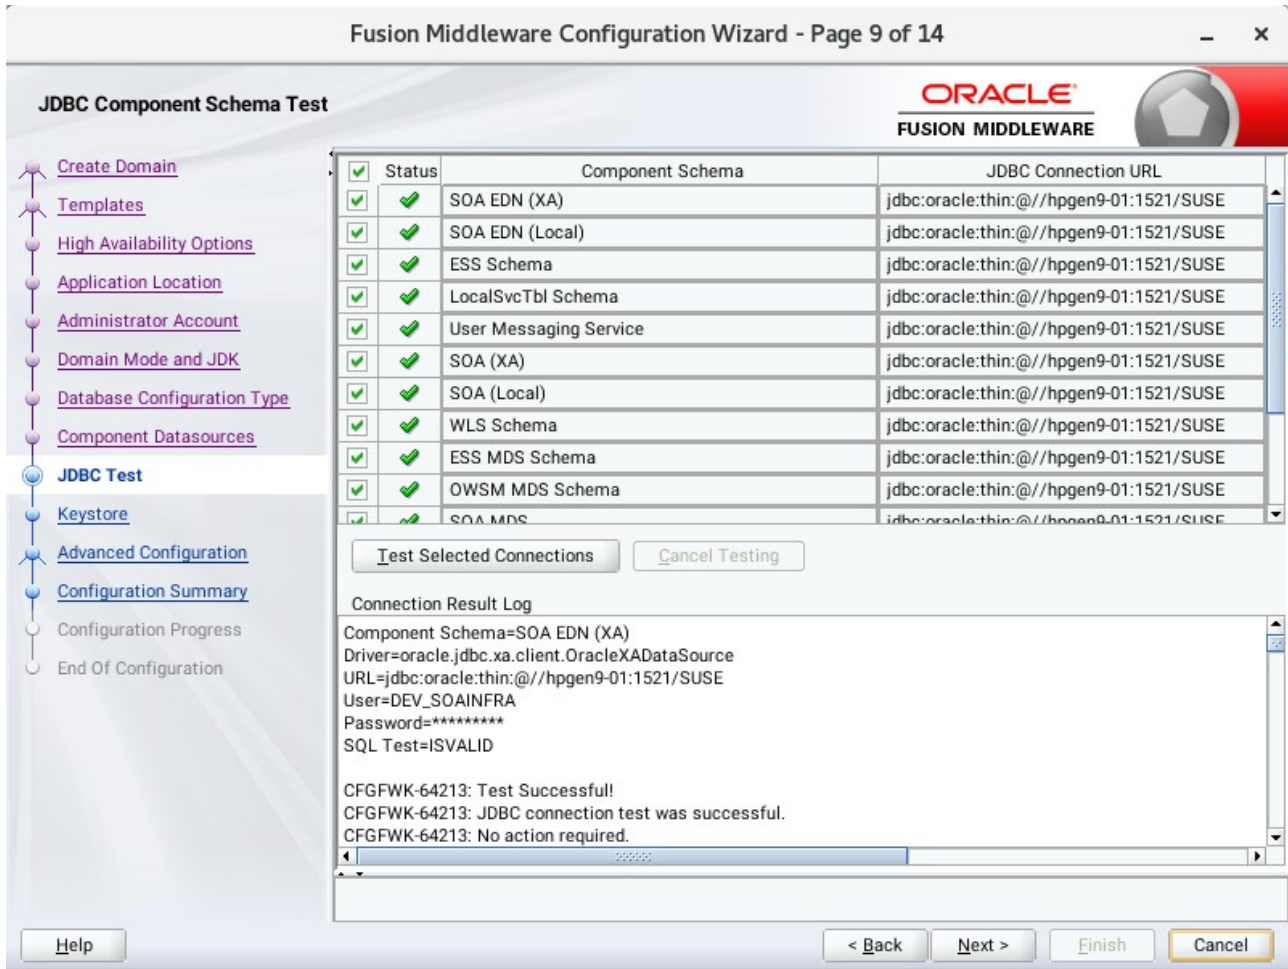 Fusion Middleware Configuration Wizard - Page 9 of 14
JDBC Component Schema Test
ORACLE
FUSION MIDDLEWARE
Create Domain
Templates
High Availability Options
Application Location
Administrator Account
Domain Mode and JDK
Database Configuration Type
Component Datasources
JDBC Test
Keystore
Advanced Configuration
Configuration Summary
Configuration Progress
End Of Configuration
Status Component Schema JDBC Connection URL
SOA EDN (XA) jdbc:oracle:thin:@//hpgen9-01:1521/SUSE
SOA EDN (Local) jdbc:oracle:thin:@//hpgen9-01:1521/SUSE
ESS Schema jdbc:oracle:thin:@//hpgen9-01:1521/SUSE
LocalSvcTbl Schema jdbc:oracle:thin:@//hpgen9-01:1521/SUSE
User Messaging Service jdbc:oracle:thin:@//hpgen9-01:1521/SUSE
SOA (XA) jdbc:oracle:thin:@//hpgen9-01:1521/SUSE
SOA (Local) jdbc:oracle:thin:@//hpgen9-01:1521/SUSE
WLS Schema jdbc:oracle:thin:@//hpgen9-01:1521/SUSE
ESS MDS Schema jdbc:oracle:thin:@//hpgen9-01:1521/SUSE
OWSM MDS Schema jdbc:oracle:thin:@//hpgen9-01:1521/SUSE
SOA MDS jdbc:oracle:thin:@//hpgen9-01:1521/SUSE
Test Selected Connections Cancel Testing
Connection Result Log
Component Schema=SOA EDN (XA)
Driver=oracle.jdbc.xa.client.OracleXADataSource
URL=jdbc:oracle:thin:@//hpgen9-01:1521/SUSE
User=DEV_SOAINFRA
Password=*********
SQL Test=ISVALID
CFGFWK-64213: Test Successful!
CFGFWK-64213: JDBC connection test was successful.
CFGFWK-64213: No action required.
Help < Back Next > Finish Cancel